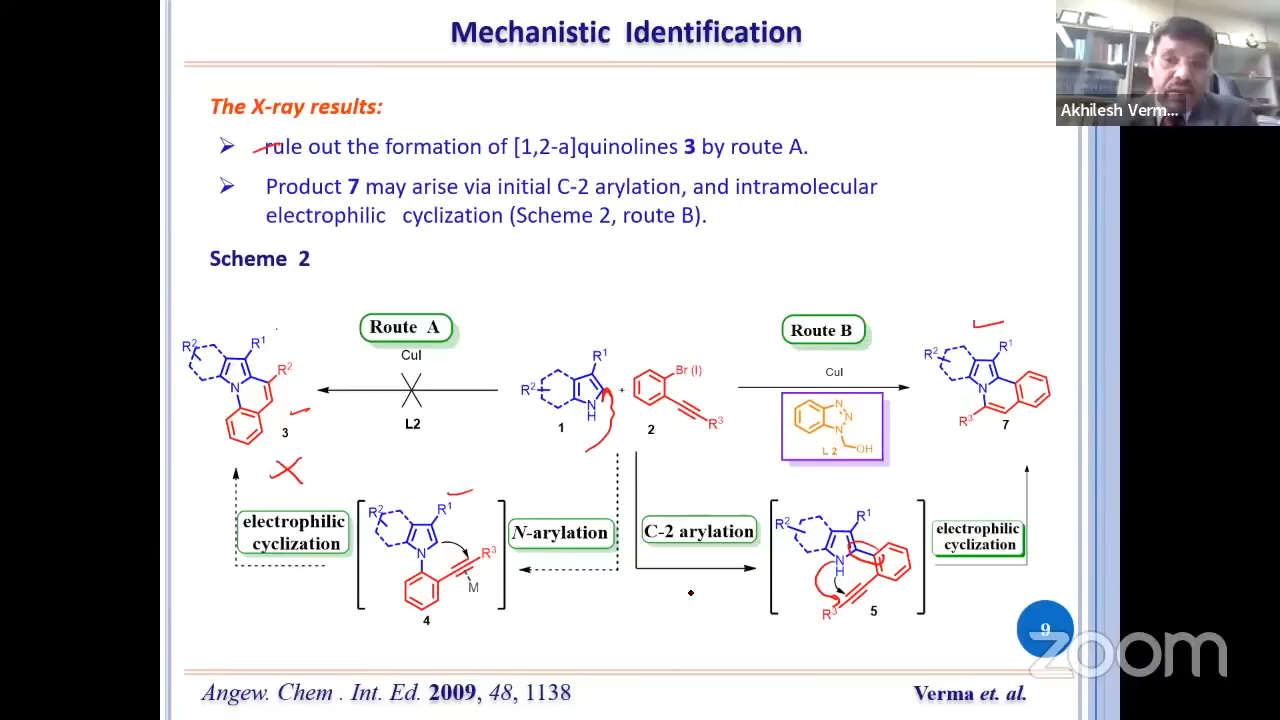 Mechanistic Identification
Akhilesh Verm...
The X-ray results:
➢ rule out the formation of [1,2-a]quinolines 3 by route A.
➢ Product 7 may arise via initial C-2 arylation, and intramolecular
electrophilic cyclization (Scheme 2, route B).
Scheme 2
Route A
CuI
L2
R² R¹ R² N 3
R² R¹ N H 1
+
Br (I) R³ 2
Route B
CuI
N N N OH L 2
R² R¹ N R³ 7
electrophilic
cyclization
R² R¹ N R³ M 4
N-arylation
C-2 arylation
R² R¹ N H R³ 5
electrophilic
cyclization
9
zoom
Angew. Chem . Int. Ed. 2009, 48, 1138
Verma et. al.